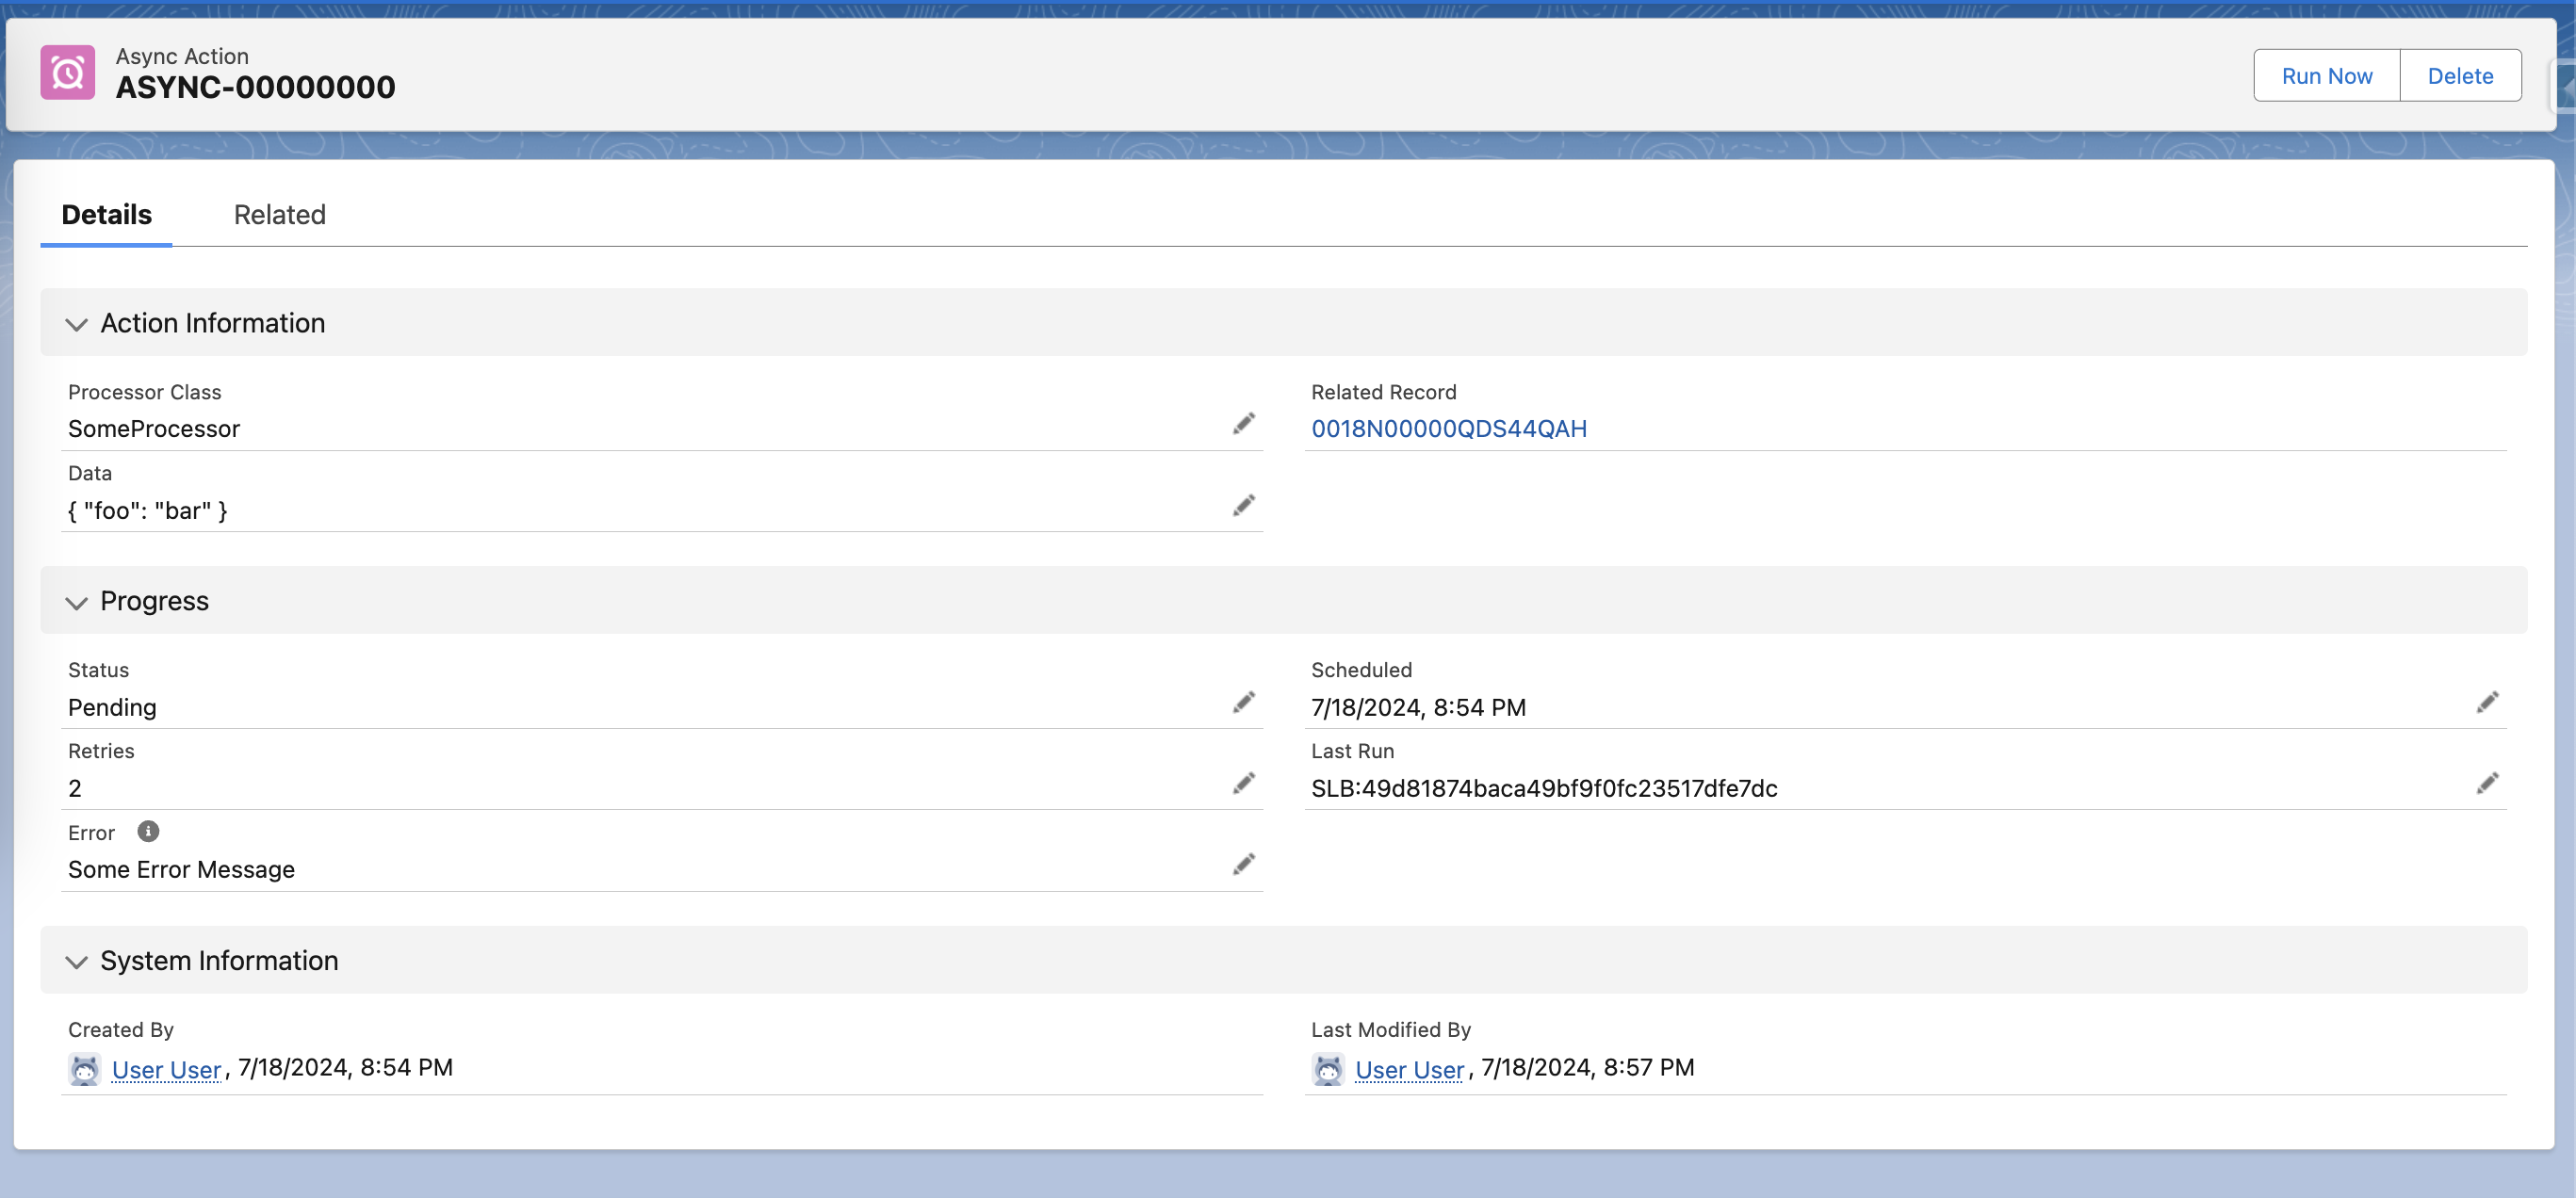 Async Action
ASYNC-00000000
Run Now
Delete
Details
Related
Action Information
Processor Class
SomeProcessor
Related Record
0018N00000QDS44QAH
Data
{ "foo": "bar" }
Progress
Status
Pending
Scheduled
7/18/2024, 8:54 PM
Retries
2
Last Run
SLB:49d81874baca49bf9f0fc23517dfe7dc
Error
Some Error Message
System Information
Created By
User User, 7/18/2024, 8:54 PM
Last Modified By
User User, 7/18/2024, 8:57 PM